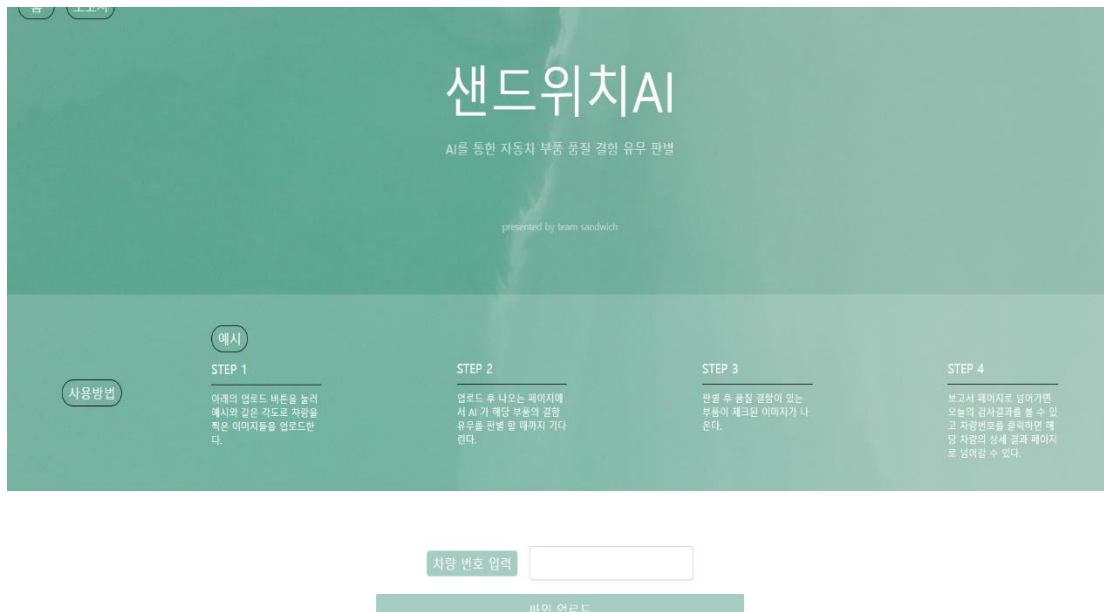 홈 보고서
샌드위치AI
AI를 통한 자동차 부품 품질 결함 유무 판별
presented by team sandwich
예시
사용방법
STEP 1
아래의 업로드 버튼을 눌러
예시와 같은 각도로 차량을
찍은 이미지들을 업로드한
다.
STEP 2
업로드 후 나오는 페이지에
서 AI 가 해당 부품의 결함
유무를 판별 할 때까지 기다
린다.
STEP 3
판별 후 품질 결함이 있는
부품이 체크된 이미지가 나
온다.
STEP 4
보고서 페이지로 넘어가면
오늘의 검사결과를 볼 수 있
고 차량번호를 클릭하면 해
당 차량의 상세 결과 페이지
로 넘어갈 수 있다.
차량 번호 입력
파일 업로드